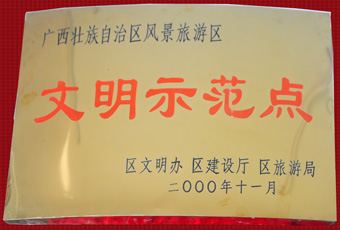 广西壮族自治区风景旅游区
文明示范点
区文明办 区建设厅 区旅游局
二000年十一月